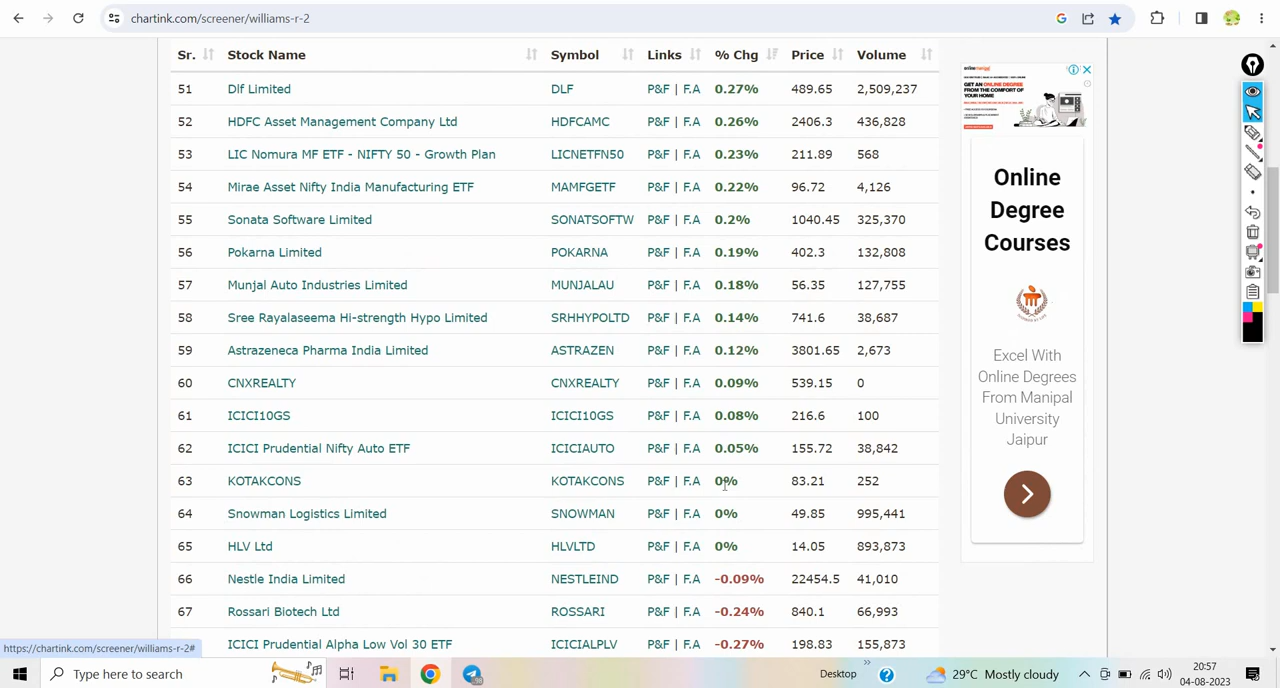 chartink.com/screener/williams-r-2
Sr. Stock Name Symbol Links % Chg Price Volume
51 Dlf Limited DLF P&F | F.A 0.27% 489.65 2,509,237
52 HDFC Asset Management Company Ltd HDFCAMC P&F | F.A 0.26% 2406.3 436,828
53 LIC Nomura MF ETF - NIFTY 50 - Growth Plan LICNETFN50 P&F | F.A 0.23% 211.89 568
54 Mirae Asset Nifty India Manufacturing ETF MAMFGETF P&F | F.A 0.22% 96.72 4,126
55 Sonata Software Limited SONATSOFTW P&F | F.A 0.2% 1040.45 325,370
56 Pokarna Limited POKARNA P&F | F.A 0.19% 402.3 132,808
57 Munjal Auto Industries Limited MUNJALAU P&F | F.A 0.18% 56.35 127,755
58 Sree Rayalaseema Hi-strength Hypo Limited SRHHYPOLTD P&F | F.A 0.14% 741.6 38,687
59 Astrazeneca Pharma India Limited ASTRAZEN P&F | F.A 0.12% 3801.65 2,673
60 CNXREALTY CNXREALTY P&F | F.A 0.09% 539.15 0
61 ICICI10GS ICICI10GS P&F | F.A 0.08% 216.6 100
62 ICICI Prudential Nifty Auto ETF ICICIAUTO P&F | F.A 0.05% 155.72 38,842
63 KOTAKCONS KOTAKCONS P&F | F.A 0% 83.21 252
64 Snowman Logistics Limited SNOWMAN P&F | F.A 0% 49.85 995,441
65 HLV Ltd HLVLTD P&F | F.A 0% 14.05 893,873
66 Nestle India Limited NESTLEIND P&F | F.A -0.09% 22454.5 41,010
67 Rossari Biotech Ltd ROSSARI P&F | F.A -0.24% 840.1 66,993
ICICI Prudential Alpha Low Vol 30 ETF ICICIALPLV P&F | F.A -0.27% 198.83 155,873
GET AN ONLINE DEGREE
Online
Degree
Courses
Excel With
Online Degrees
From Manipal
University
Jaipur
https://chartink.com/screener/williams-r-2#
Type here to search
Desktop
29°C Mostly cloudy
20:57
04-08-2023